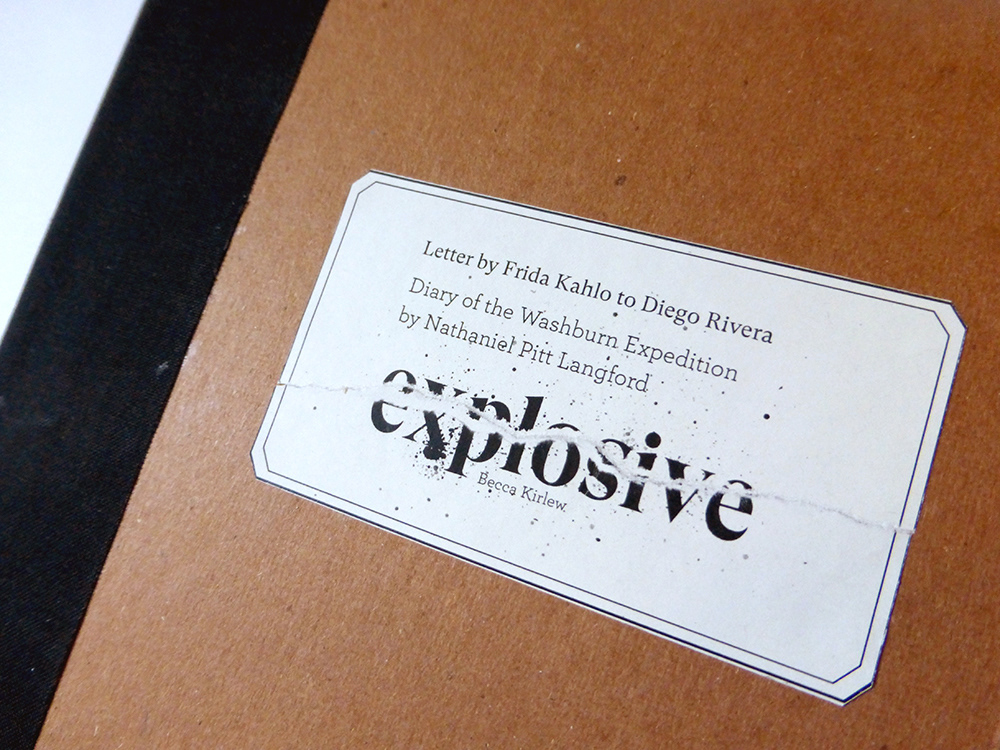 Letter by Frida Kahlo to Diego Rivera
Diary of the Washburn Expedition
by Nathaniel Pitt Langford
explosive
Becca Kirlew